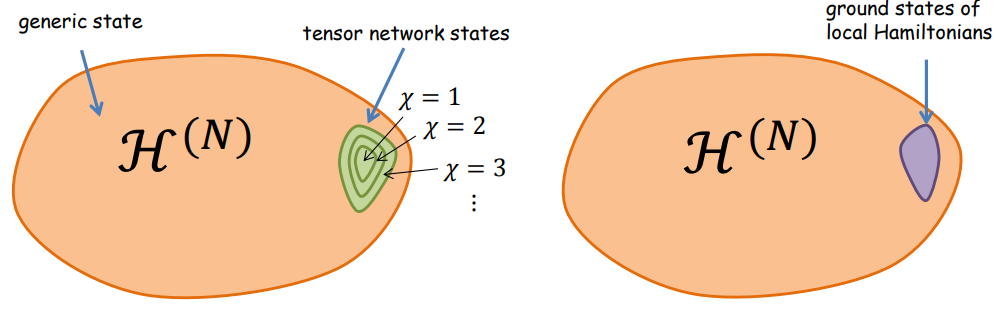 generic state
tensor network states
χ = 1
χ = 2
χ = 3
⋮
ℋ^(N)
ground states of
local Hamiltonians
ℋ^(N)